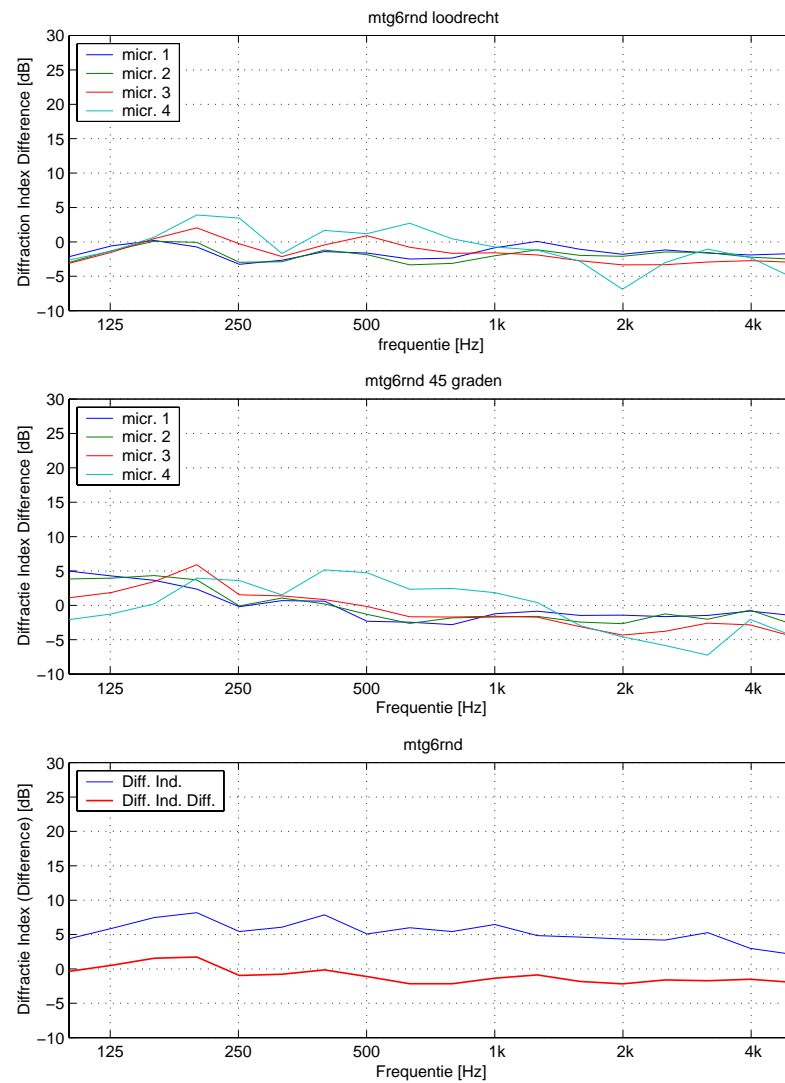 mtg6rnd loodrecht
Diffraction Index Difference [dB]
30
25
20
15
10
5
0
−5
−10
micr. 1
micr. 2
micr. 3
micr. 4
125 250 500 1k 2k 4k
frequentie [Hz]
mtg6rnd 45 graden
Diffractie Index Difference [dB]
30
25
20
15
10
5
0
−5
−10
micr. 1
micr. 2
micr. 3
micr. 4
125 250 500 1k 2k 4k
Frequentie [Hz]
mtg6rnd
Diffractie Index (Difference) [dB]
30
25
20
15
10
5
0
−5
−10
Diff. Ind.
Diff. Ind. Diff.
125 250 500 1k 2k 4k
Frequentie [Hz]